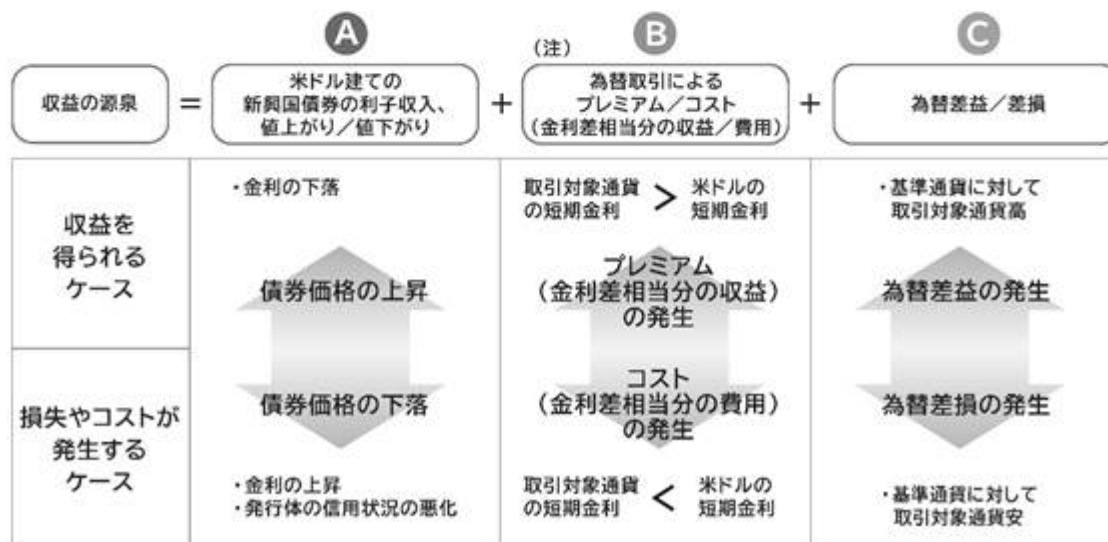 A
B
C
(注)
収益の源泉
=
米ドル建ての
新興国債券の利子収入、
値上がり/値下がり
+
為替取引による
プレミアム/コスト
(金利差相当分の収益/費用)
+
為替差益/差損
収益を
得られる
ケース
・金利の下落
債券価格の上昇
取引対象通貨
の短期金利
>
米ドルの
短期金利
プレミアム
(金利差相当分の収益)
の発生
・基準通貨に対して
取引対象通貨高
為替差益の発生
損失やコストが
発生する
ケース
債券価格の下落
・金利の上昇
・発行体の信用状況の悪化
コスト
(金利差相当分の費用)
の発生
取引対象通貨
の短期金利
<
米ドルの
短期金利
為替差損の発生
・基準通貨に対して
取引対象通貨安